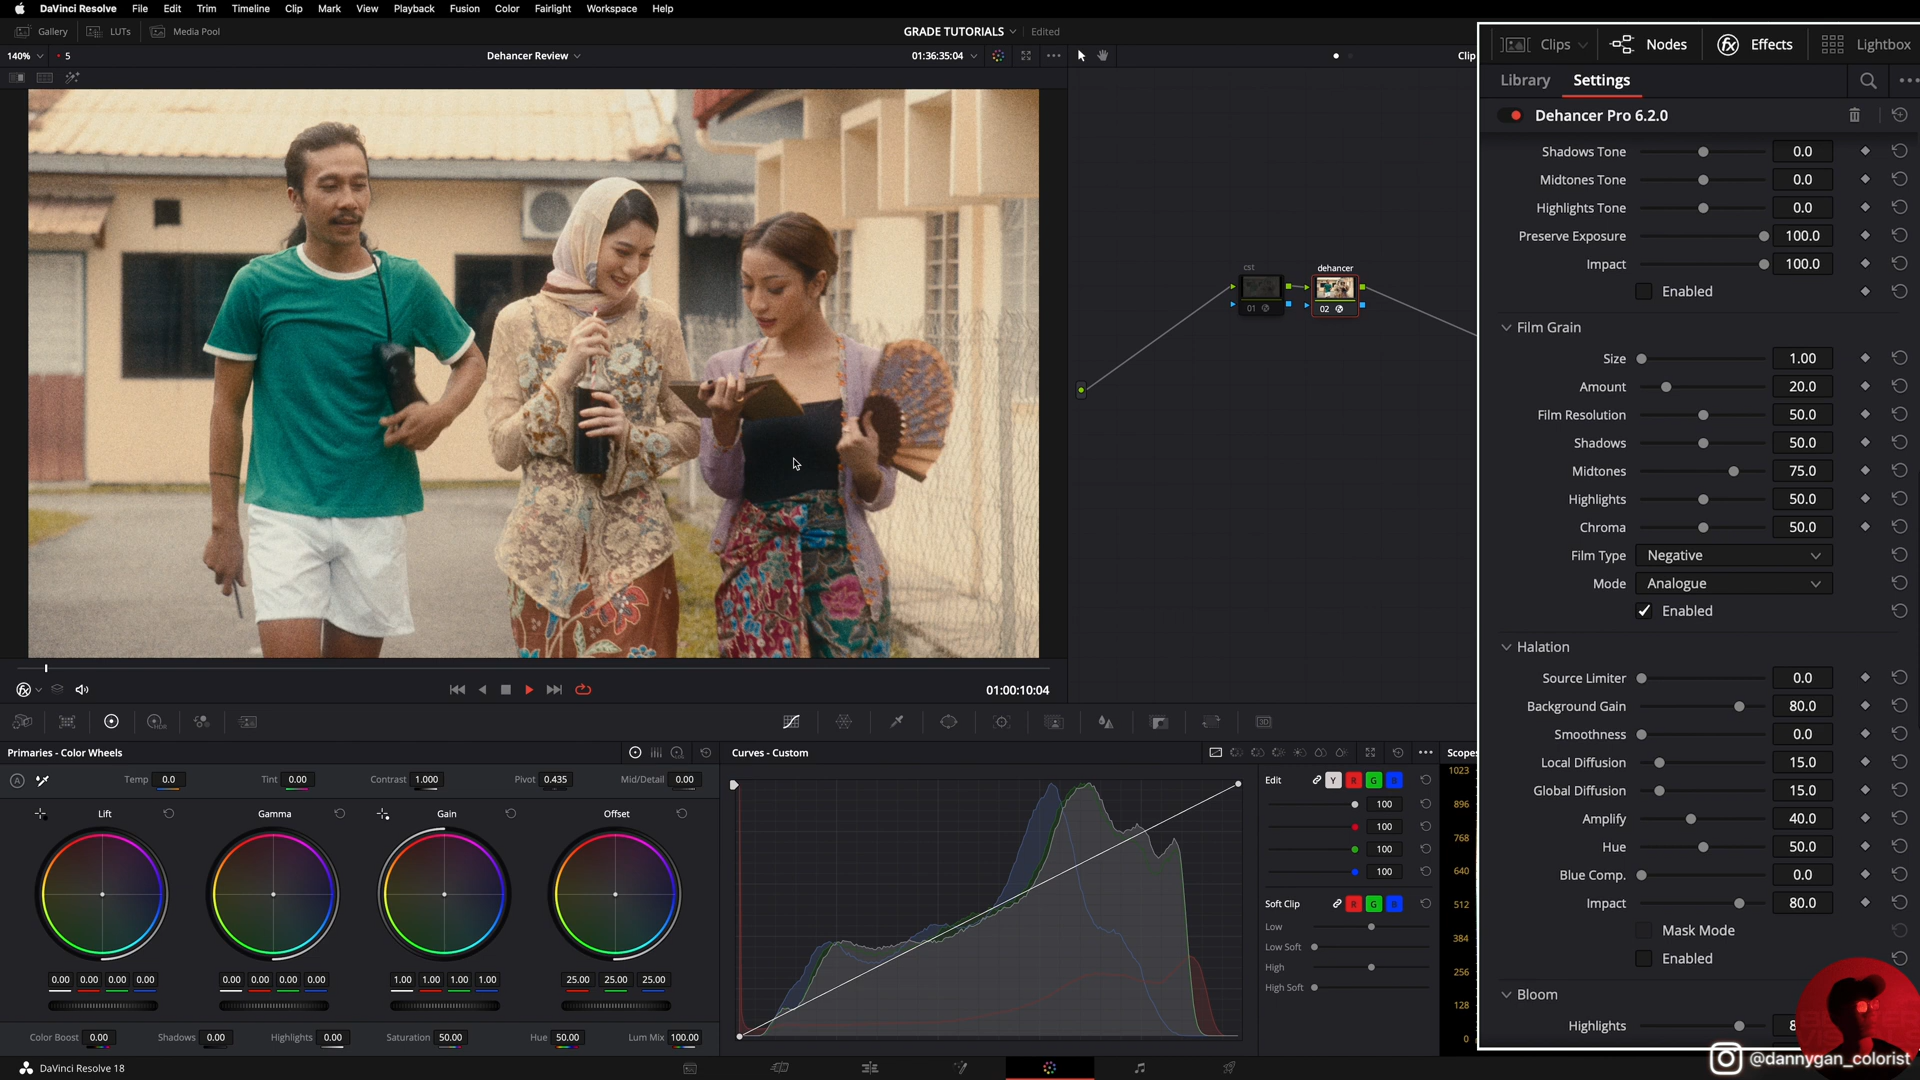 DaVinci Resolve File Edit Trim Timeline Clip Mark View Playback Fusion Color Fairlight Workspace Help
Gallery LUTs Media Pool GRADE TUTORIALS Edited
140% 5 Dehancer Review 01:36:35:04 Clip
Clips Nodes Effects Lightbox
Library Settings
Dehancer Pro 6.2.0
Shadows Tone 0.0
Midtones Tone 0.0
Highlights Tone 0.0
Preserve Exposure 100.0
Impact 100.0
Enabled
Film Grain
Size 1.00
Amount 20.0
Film Resolution 50.0
Shadows 50.0
Midtones 75.0
Highlights 50.0
Chroma 50.0
Film Type Negative
Mode Analogue
Enabled
Halation
Source Limiter 0.0
Background Gain 80.0
Smoothness 0.0
Local Diffusion 15.0
Global Diffusion 15.0
Amplify 40.0
Hue 50.0
Blue Comp. 0.0
Impact 80.0
Mask Mode
Enabled
Bloom
Highlights 8
cst dehancer
01 02
01:00:10:04
Primaries - Color Wheels
Temp 0.0 Tint 0.00 Contrast 1.000 Pivot 0.435 Mid/Detail 0.00
Lift Gamma Gain Offset
0.00 0.00 0.00 0.00 0.00 0.00 0.00 0.00 1.00 1.00 1.00 1.00 25.00 25.00 25.00
Color Boost 0.00 Shadows 0.00 Highlights 0.00 Saturation 50.00 Hue 50.00 Lum Mix 100.00
Curves - Custom
Edit Y R G B
100
100
100
100
Soft Clip R G B
Low
Low Soft
High
High Soft
Scopes
1023
896
768
640
512
384
256
128
0
DaVinci Resolve 18
@dannygan_colorist